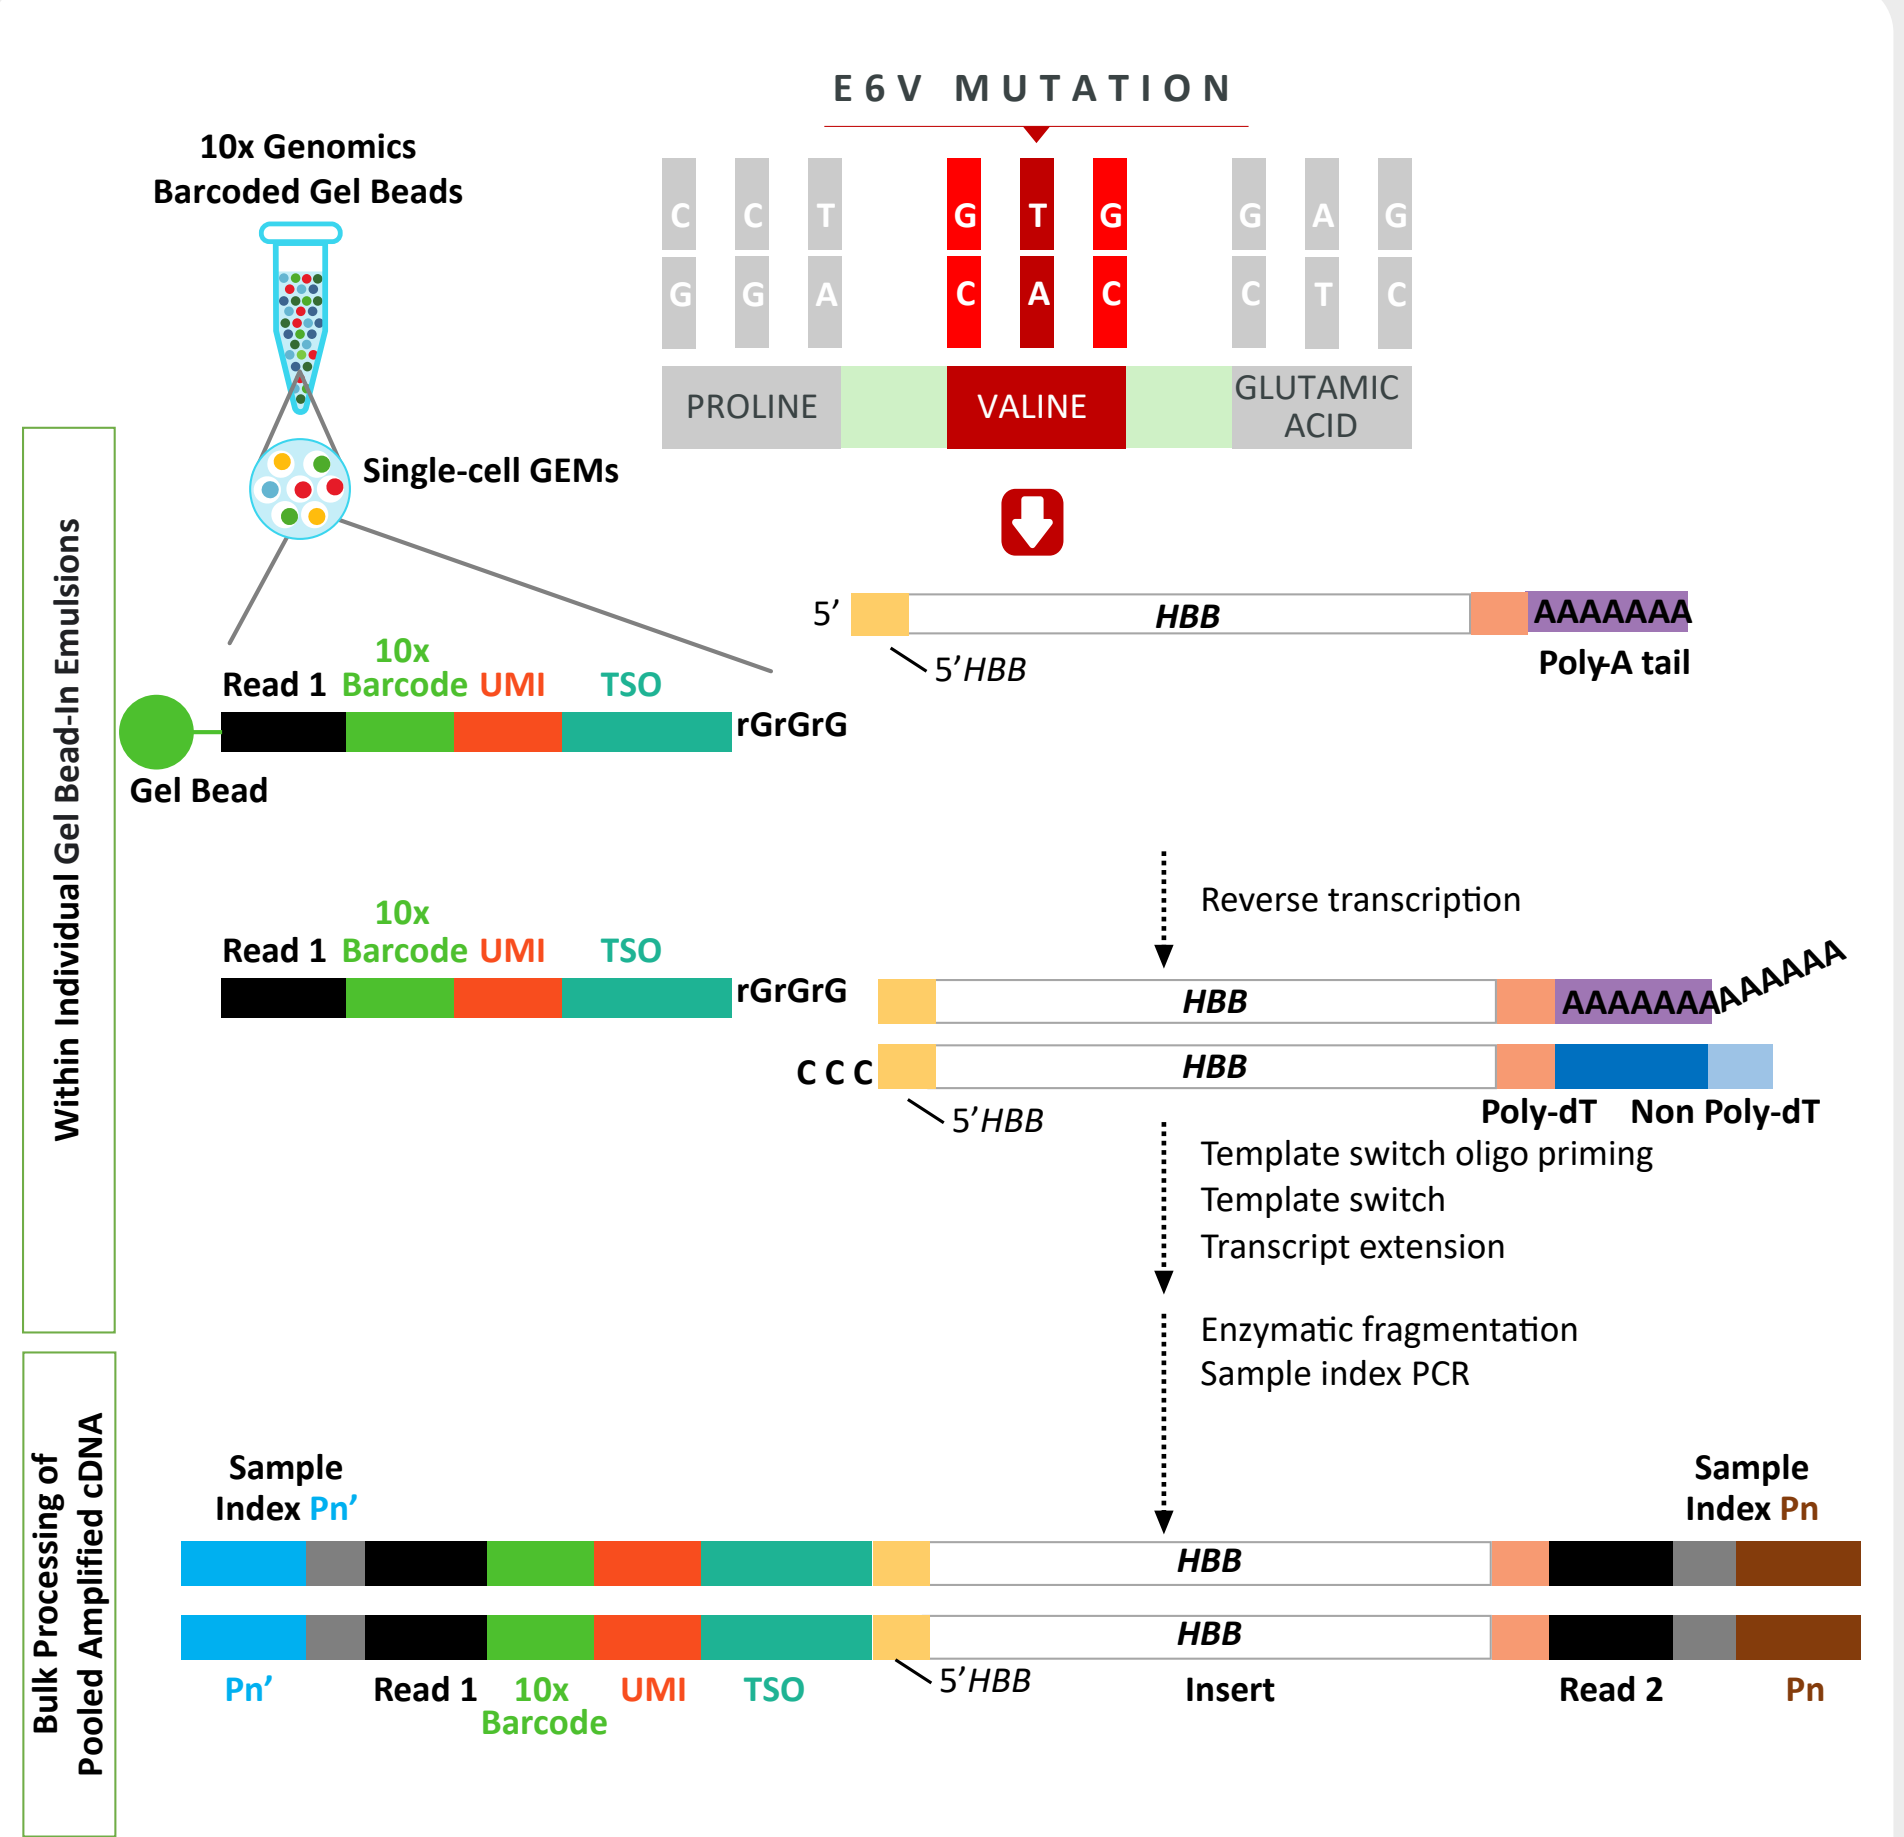 E6V MUTATION
10x Genomics
Barcoded Gel Beads
C C T G T G G A G
G G A C A C C T C
PROLINE VALINE GLUTAMIC
ACID
Single-cell GEMs
Within Individual Gel Bead-In Emulsions
5’ HBB AAAAAAA
5’HBB Poly-A tail
10x
Read 1 Barcode UMI TSO
rGrGrG
Gel Bead
Reverse transcription
10x
Read 1 Barcode UMI TSO
rGrGrG HBB AAAAAAAAAAAAA
C C C HBB
5’HBB Poly-dT Non Poly-dT
Template switch oligo priming
Template switch
Transcript extension
Enzymatic fragmentation
Sample index PCR
Bulk Processing of
Pooled Amplified cDNA
Sample
Index Pn’
Sample
Index Pn
HBB
HBB
Pn’ Read 1 10x
Barcode UMI TSO 5’HBB Insert Read 2 Pn